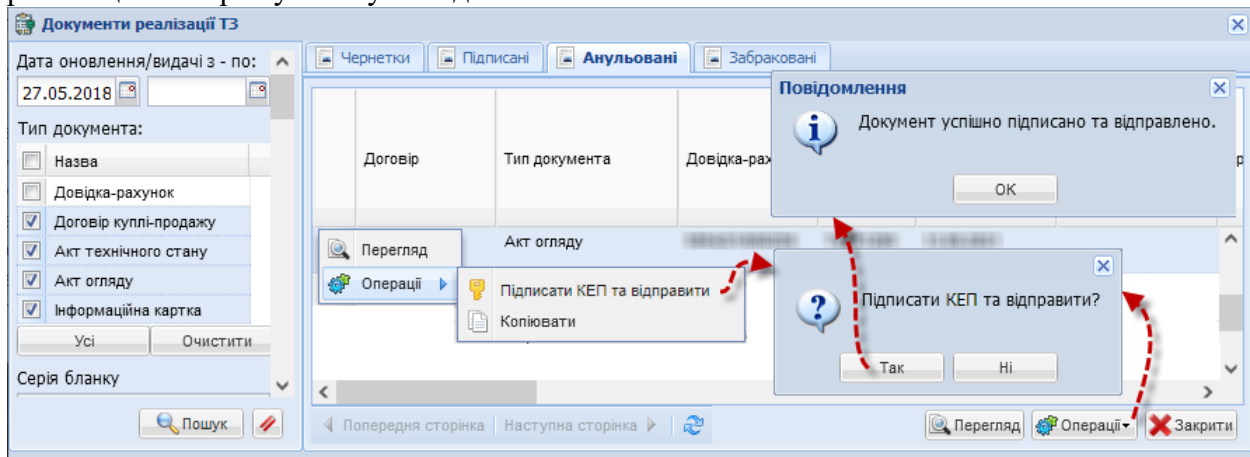 Документи реалізації ТЗ
Дата оновлення/видачі з - по:
27.05.2018
Тип документа:
Назва
Довідка-рахунок
Договір куплі-продажу
Акт технічного стану
Акт огляду
Інформаційна картка
Усі Очистити
Серія бланку
Пошук
Чернетки Підписані Анульовані Забраковані
Договір Тип документа Довідка-рах
Акт огляду
Перегляд
Операції
Підписати КЕП та відправити
Копіювати
Повідомлення
Документ успішно підписано та відправлено.
OK
Підписати КЕП та відправити?
Так Ні
Попередня сторінка Наступна сторінка
Перегляд Операції Закрити